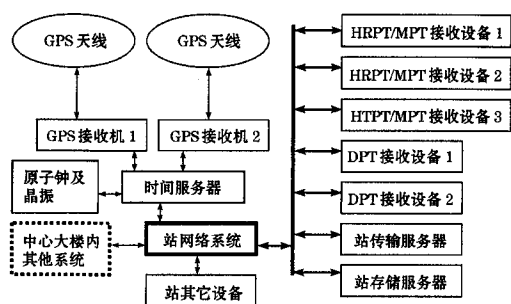 GPS天线
GPS天线
GPS接收机1
GPS接收机2
原子钟及
晶振
时间服务器
中心大楼内
其他系统
站网络系统
站其它设备
HRPT/MPT接收设备1
HRPT/MPT接收设备2
HTPT/MPT接收设备3
DPT接收设备1
DPT接收设备2
站传输服务器
站存储服务器